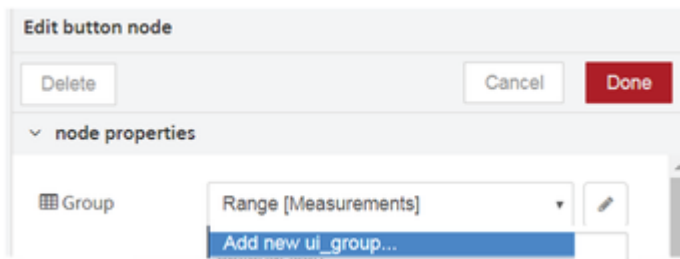 Edit button node
Delete Cancel Done
node properties
Group Range [Measurements]
Add new ui_group...